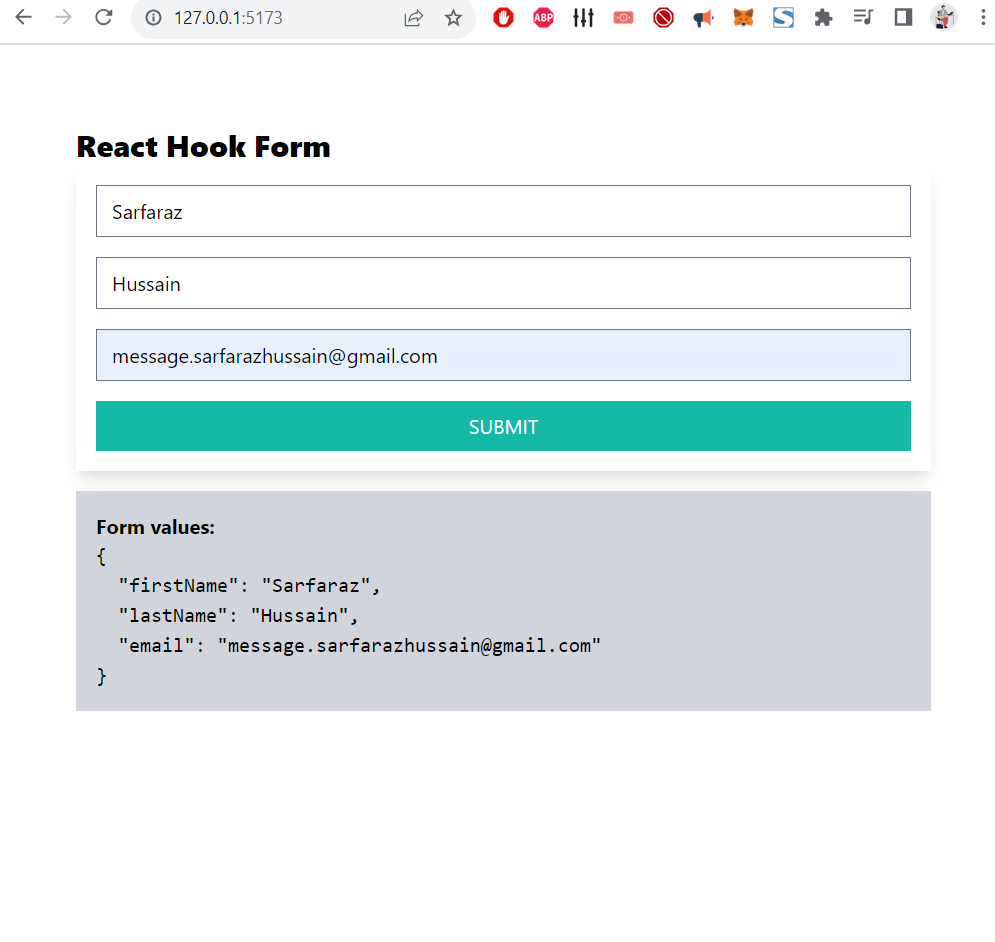 127.0.0.1:5173
ABP
S
React Hook Form
Sarfaraz
Hussain
message.sarfarazhussain@gmail.com
SUBMIT
Form values:
{
  "firstName": "Sarfaraz",
  "lastName": "Hussain",
  "email": "message.sarfarazhussain@gmail.com"
}